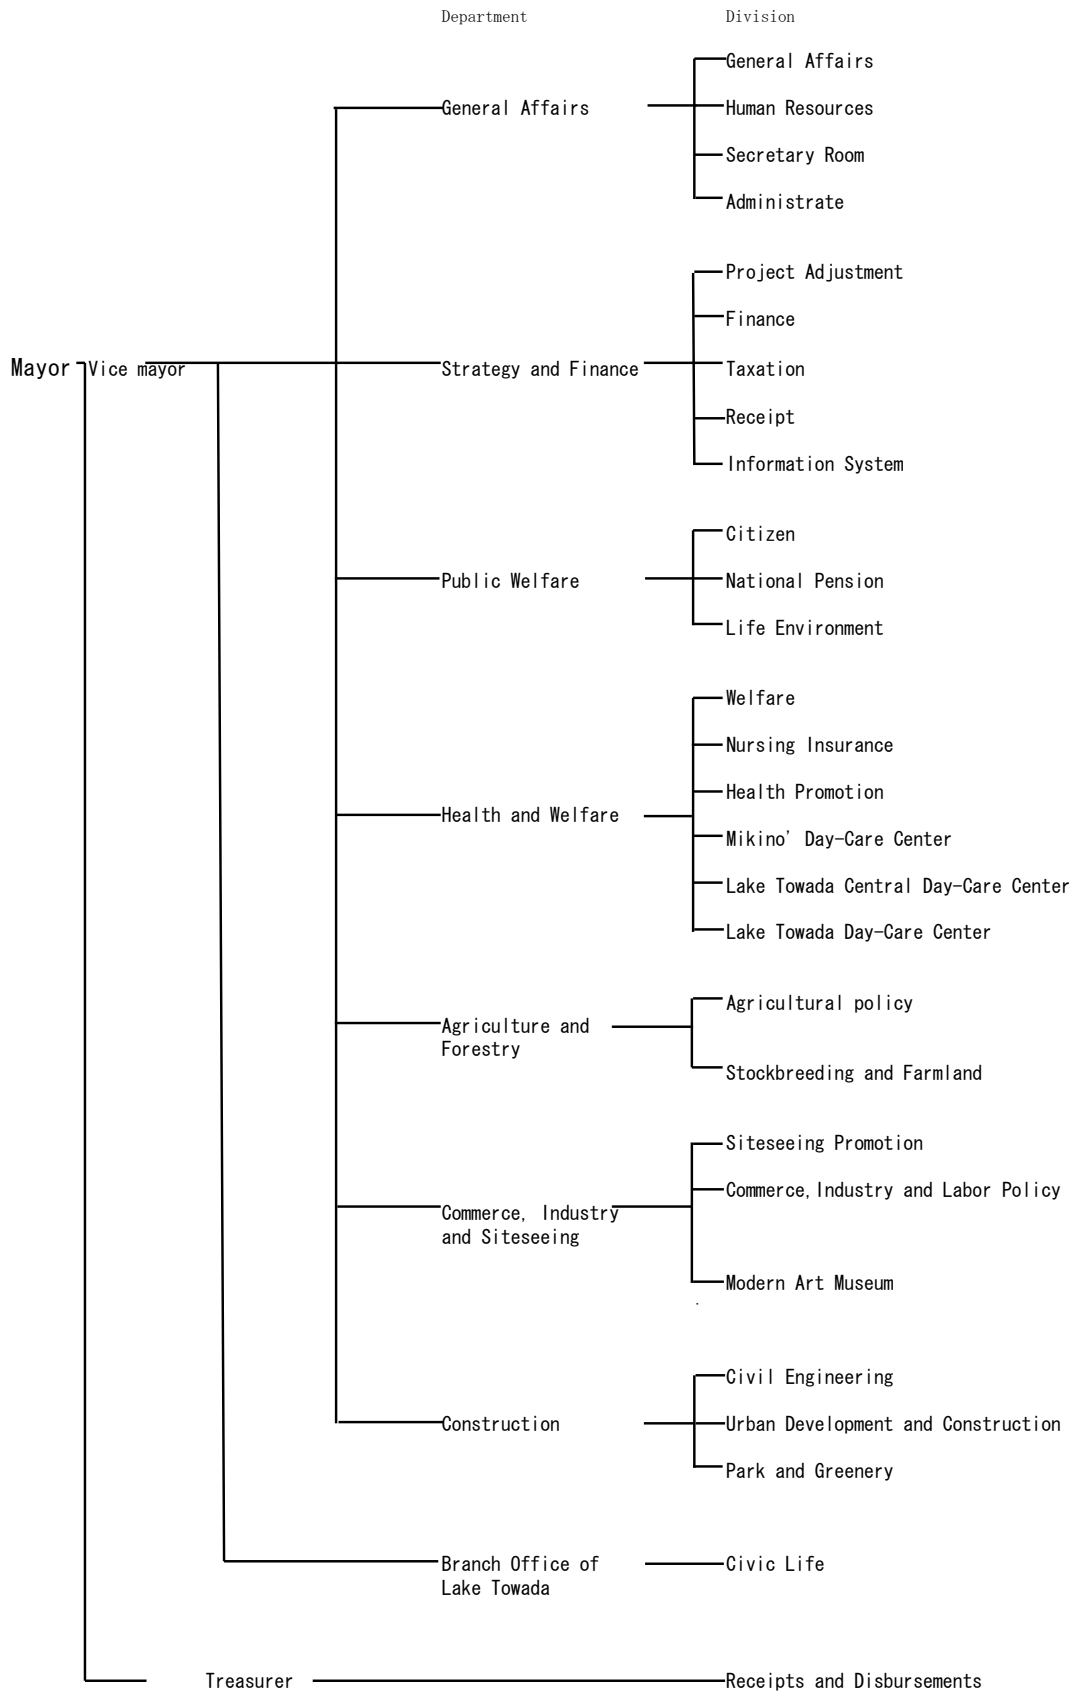 Department Division
General Affairs
General Affairs
Human Resources
Secretary Room
Administrate
Mayor Vice mayor
Strategy and Finance
Project Adjustment
Finance
Taxation
Receipt
Information System
Public Welfare
Citizen
National Pension
Life Environment
Health and Welfare
Welfare
Nursing Insurance
Health Promotion
Mikino' Day-Care Center
Lake Towada Central Day-Care Center
Lake Towada Day-Care Center
Agriculture and
Forestry
Agricultural policy
Stockbreeding and Farmland
Commerce, Industry
and Siteseeing
Siteseeing Promotion
Commerce, Industry and Labor Policy
Modern Art Museum
Construction
Civil Engineering
Urban Development and Construction
Park and Greenery
Branch Office of
Lake Towada
Civic Life
Treasurer
Receipts and Disbursements